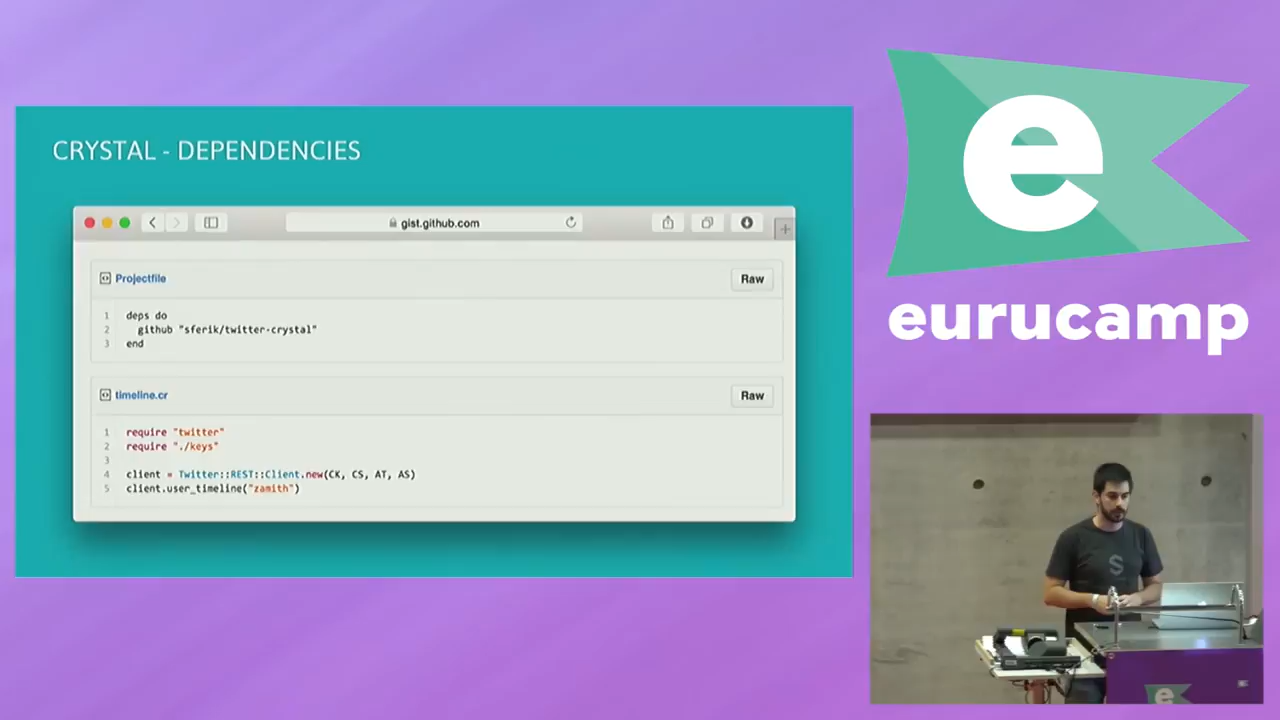 CRYSTAL - DEPENDENCIES
gist.github.com
Projectfile
Raw
1 deps do
2 github "sferik/twitter-crystal"
3 end
timeline.cr
Raw
1 require "twitter"
2 require "./keys"
3
4 client = Twitter::REST::Client.new(CK, CS, AT, AS)
5 client.user_timeline("zamith")
e
eurucamp
S
e